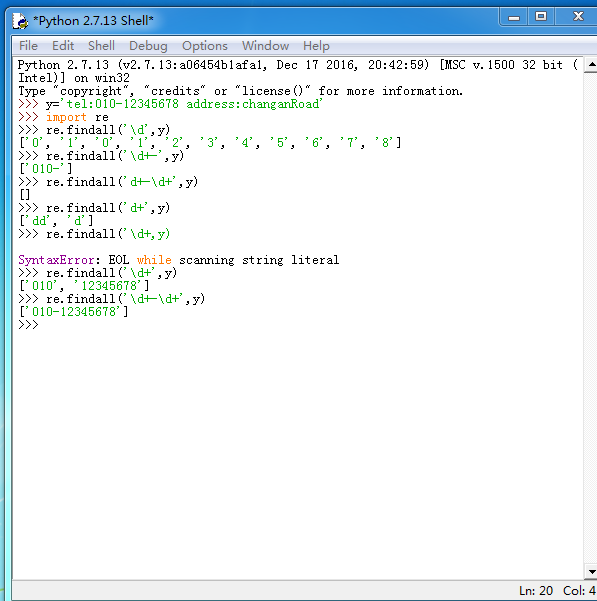 *Python 2.7.13 Shell*
File Edit Shell Debug Options Window Help
Python 2.7.13 (v2.7.13:a06454b1afa1, Dec 17 2016, 20:42:59) [MSC v.1500 32 bit (
Intel)] on win32
Type "copyright", "credits" or "license()" for more information.
>>> y='tel:010-12345678 address:changanRoad'
>>> import re
>>> re.findall('\d',y)
['0', '1', '0', '1', '2', '3', '4', '5', '6', '7', '8']
>>> re.findall('\d+-',y)
['010-']
>>> re.findall('d+-\d+',y)
[]
>>> re.findall('d+',y)
['dd', 'd']
>>> re.findall('\d+,y)
SyntaxError: EOL while scanning string literal
>>> re.findall('\d+',y)
['010', '12345678']
>>> re.findall('\d+-\d+',y)
['010-12345678']
>>>
Ln: 20 Col: 4